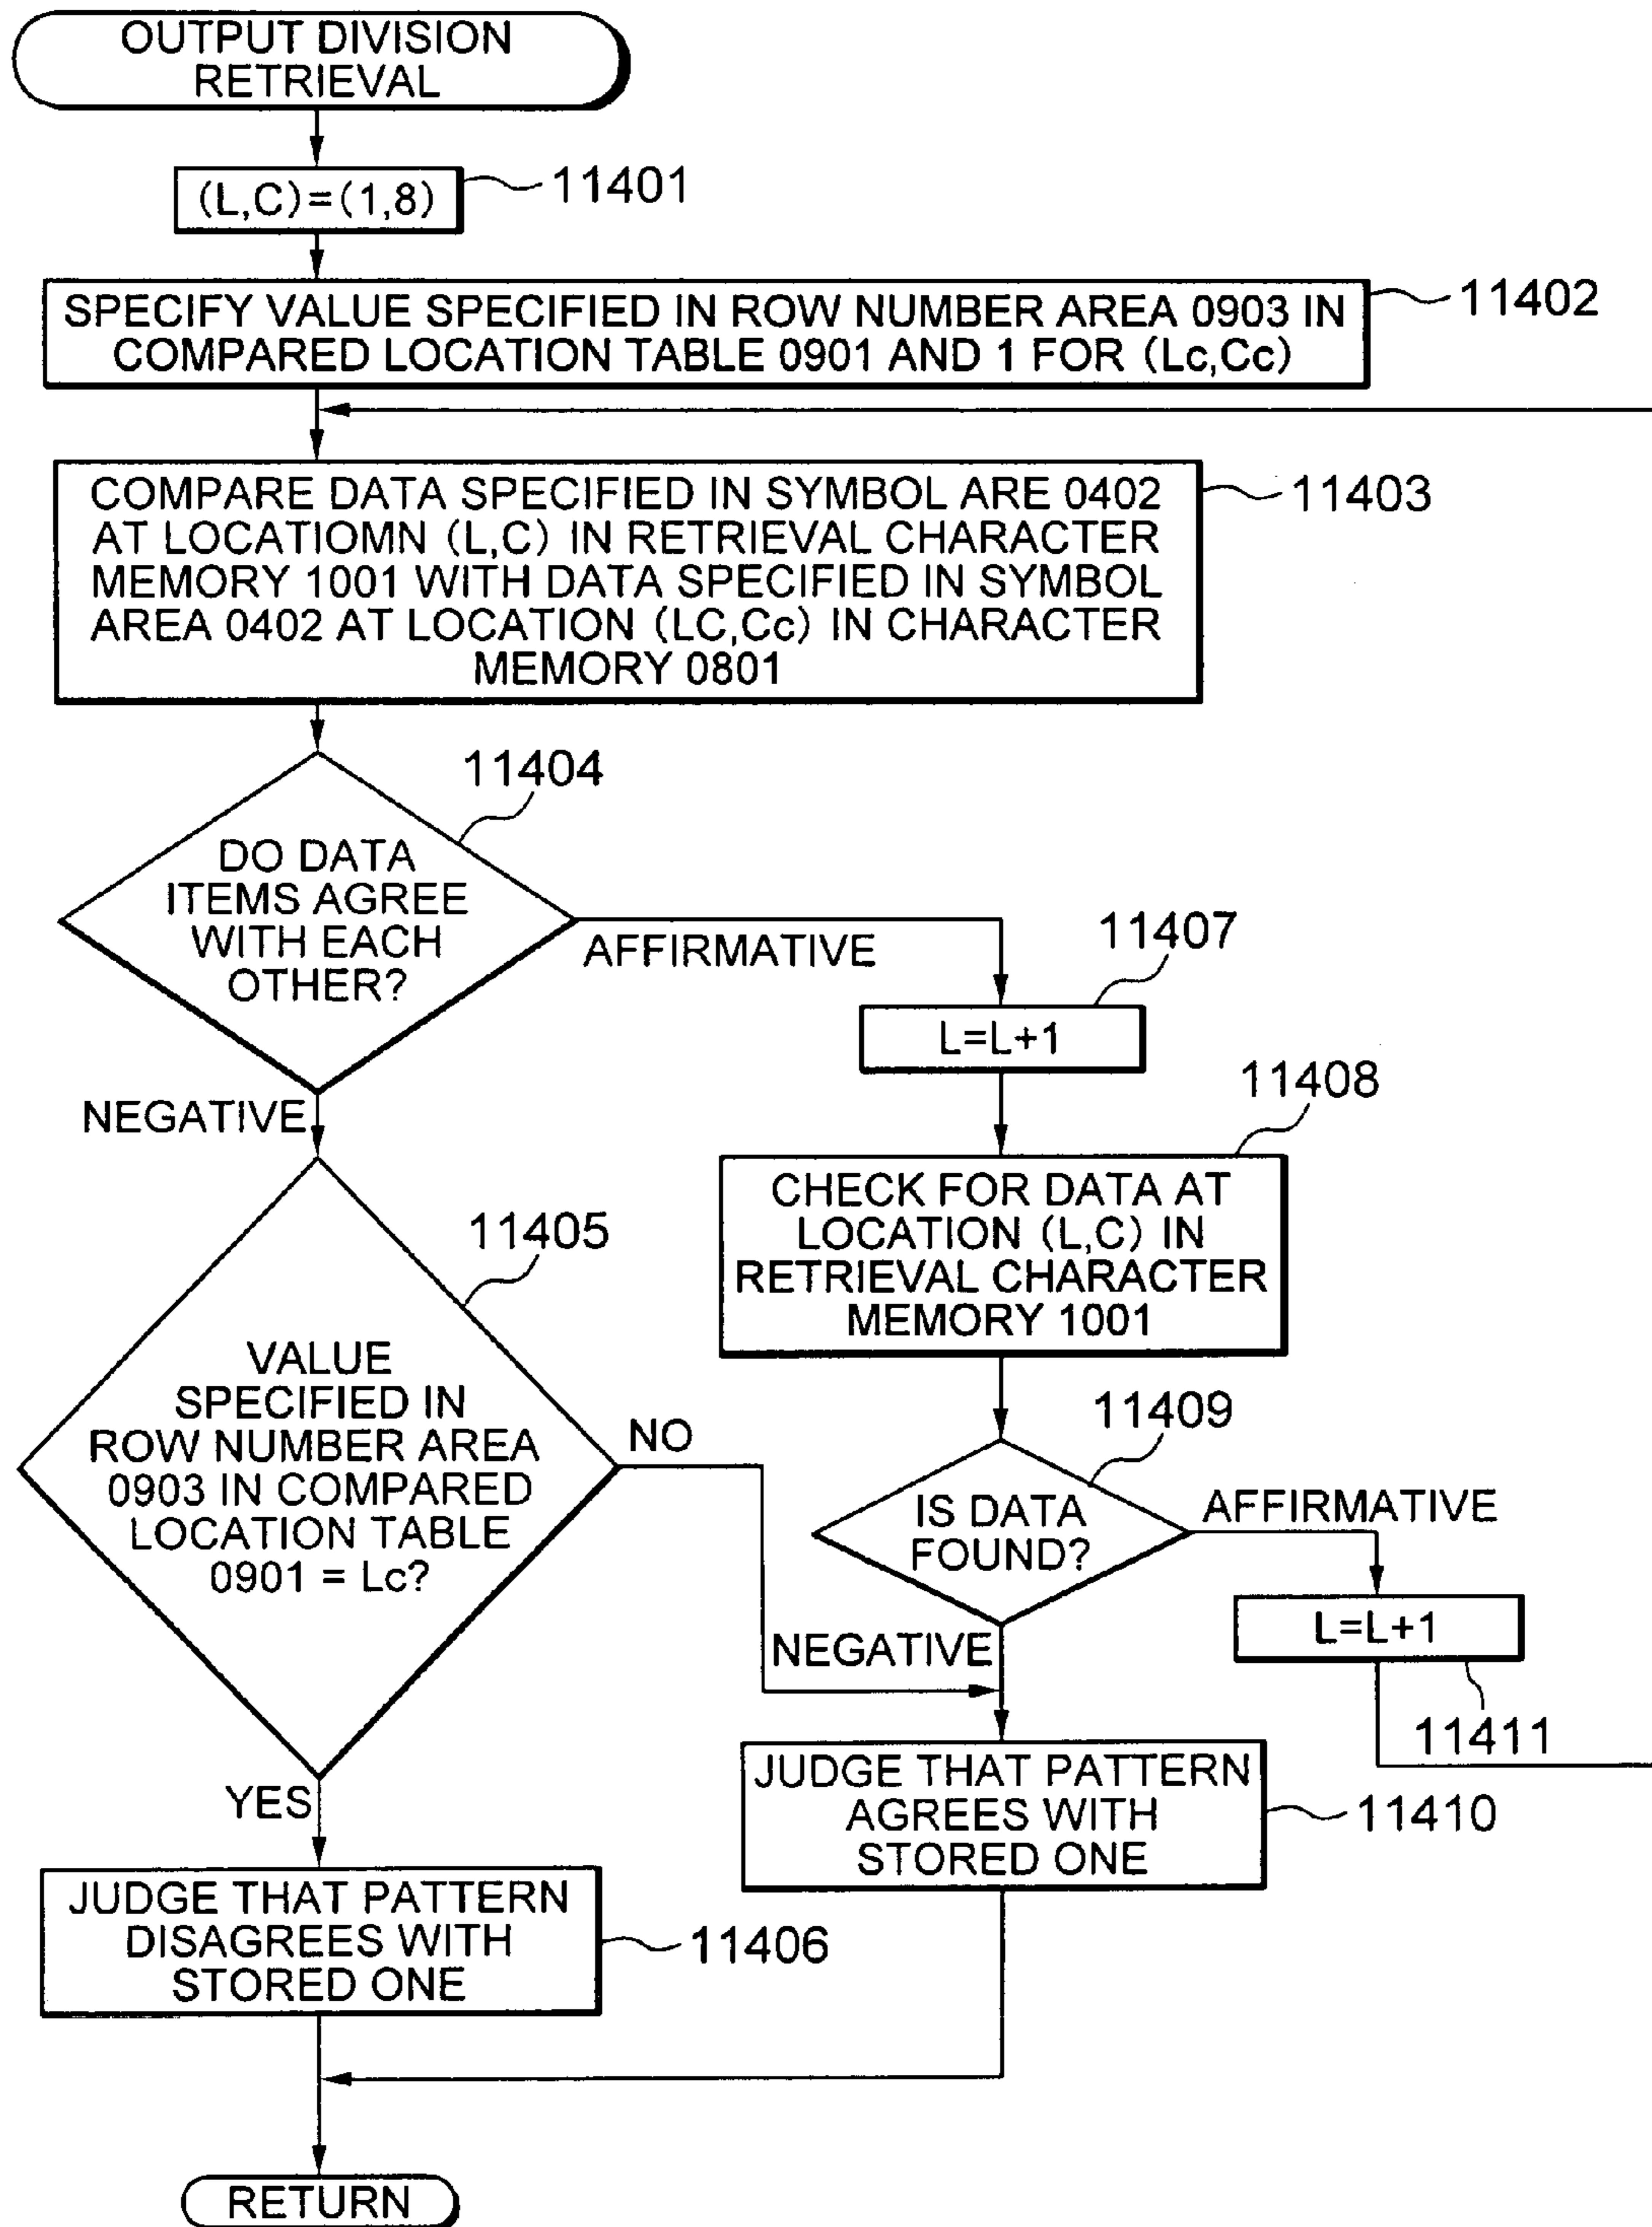 OUTPUT DIVISION
RETRIEVAL
(L,C)=(1,8)
11401
SPECIFY VALUE SPECIFIED IN ROW NUMBER AREA 0903 IN
COMPARED LOCATION TABLE 0901 AND 1 FOR (Lc,Cc)
11402
COMPARE DATA SPECIFIED IN SYMBOL ARE 0402
AT LOCATIOMN (L,C) IN RETRIEVAL CHARACTER
MEMORY 1001 WITH DATA SPECIFIED IN SYMBOL
AREA 0402 AT LOCATION (LC,Cc) IN CHARACTER
MEMORY 0801
11403
11404
DO DATA
ITEMS AGREE
WITH EACH
OTHER?
AFFIRMATIVE
NEGATIVE
11407
L=L+1
11408
CHECK FOR DATA AT
LOCATION (L,C) IN
RETRIEVAL CHARACTER
MEMORY 1001
11405
VALUE
SPECIFIED IN
ROW NUMBER AREA
0903 IN COMPARED
LOCATION TABLE
0901 = Lc?
NO
YES
11409
IS DATA
FOUND?
AFFIRMATIVE
NEGATIVE
L=L+1
11411
JUDGE THAT PATTERN
AGREES WITH
STORED ONE
11410
JUDGE THAT PATTERN
DISAGREES WITH
STORED ONE
11406
RETURN